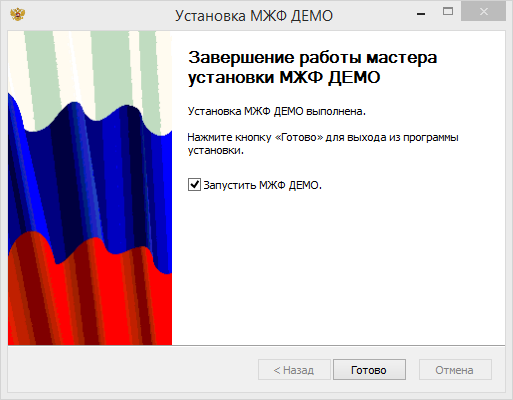 Установка МЖФ ДЕМО
Завершение работы мастера
установки МЖФ ДЕМО
Установка МЖФ ДЕМО выполнена.
Нажмите кнопку «Готово» для выхода из программы
установки.
Запустить МЖФ ДЕМО.
< Назад
Готово
Отмена